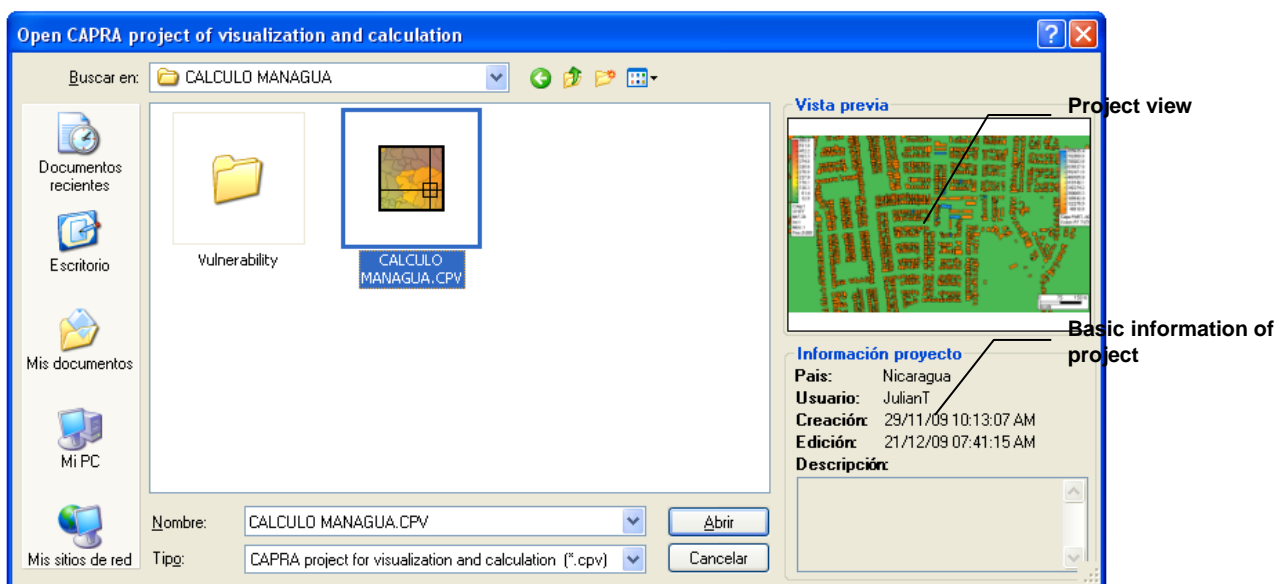 Open CAPRA project of visualization and calculation
Buscar en:
CALCULO MANAGUA
Documentos
recientes
Escritorio
Mis documentos
Mi PC
Mis sitios de red
Vulnerability
CALCULO
MANAGUA.CPV
Vista previa
Project view
Basic information of
project
Información proyecto
Pais: Nicaragua
Usuario: JulianT
Creación: 29/11/09 10:13:07 AM
Edición: 21/12/09 07:41:15 AM
Descripción:
Nombre: CALCULO MANAGUA.CPV
Abrir
Tipo: CAPRA project for visualization and calculation (*.cpv)
Cancelar